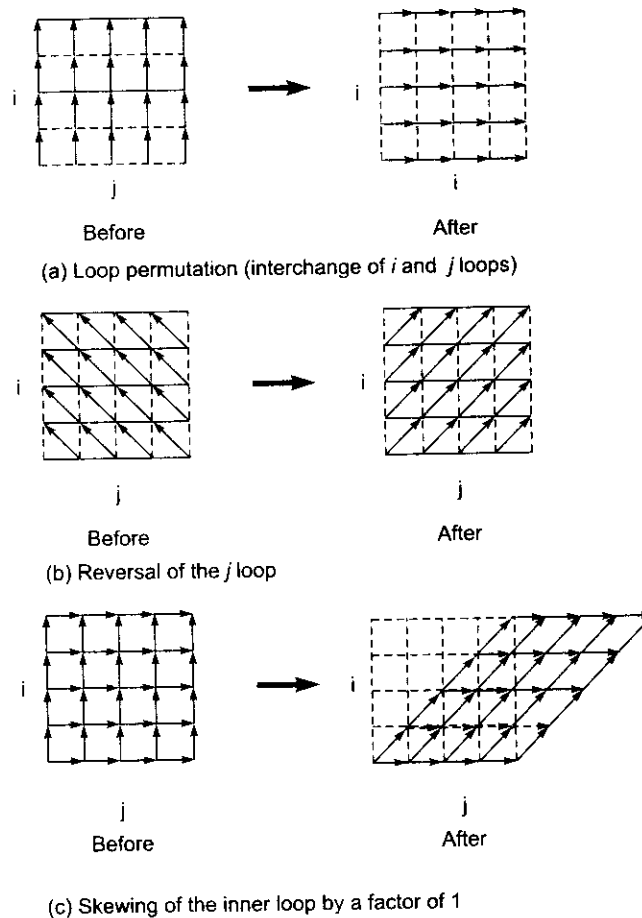 i
i
j
i
Before
After
(a) Loop permutation (interchange of i and j loops)
i
i
j
j
Before
After
(b) Reversal of the j loop
i
i
j
j
Before
After
(c) Skewing of the inner loop by a factor of 1